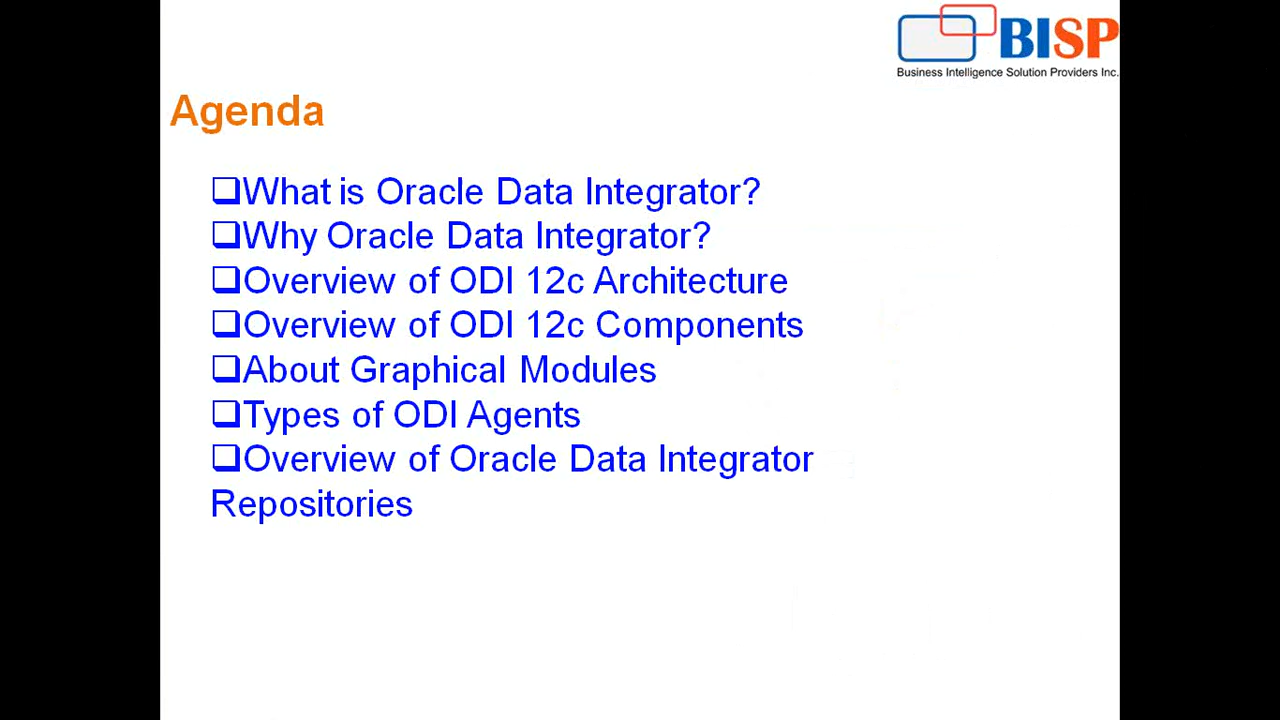 BISP
Business Intelligence Solution Providers Inc.
Agenda
❑What is Oracle Data Integrator?
❑Why Oracle Data Integrator?
❑Overview of ODI 12c Architecture
❑Overview of ODI 12c Components
❑About Graphical Modules
❑Types of ODI Agents
❑Overview of Oracle Data Integrator
Repositories